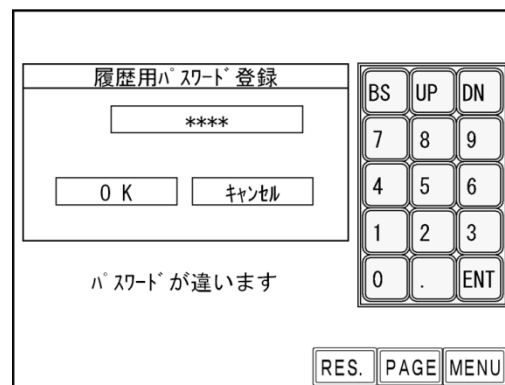 履歴用ﾊﾟｽﾜｰﾄﾞ登録
****
OK
ｷｬﾝｾﾙ
ﾊﾟｽﾜｰﾄﾞが違います
BS UP DN
7 8 9
4 5 6
1 2 3
0 . ENT
RES. PAGE MENU